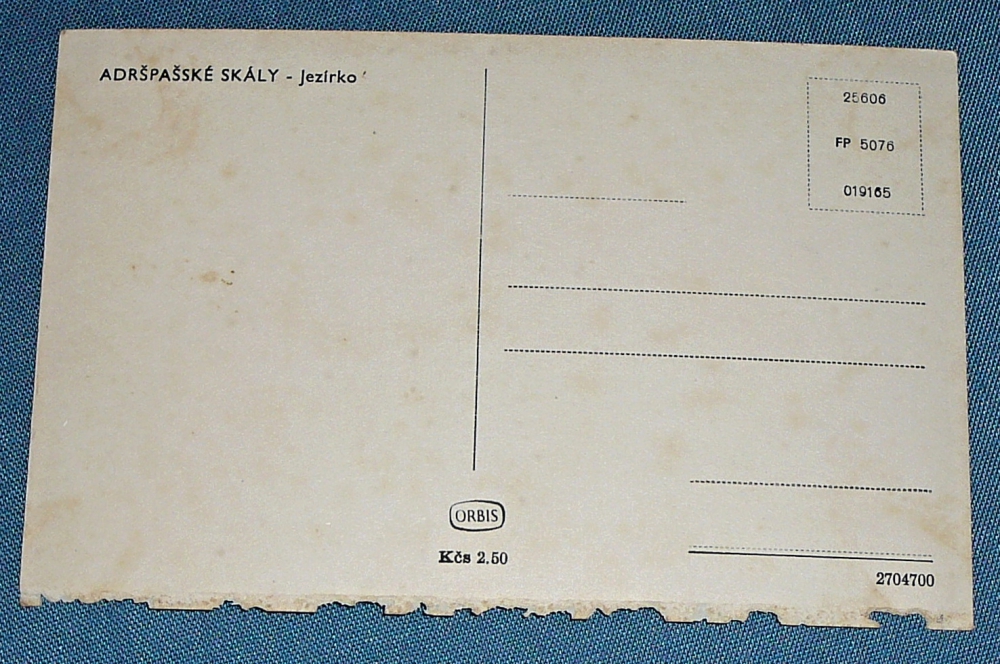 ADRŠPAŠSKÉ SKÁLY - Jezírko
25606
FP 5076
019165
ORBIS
Kčs 2.50
2704700